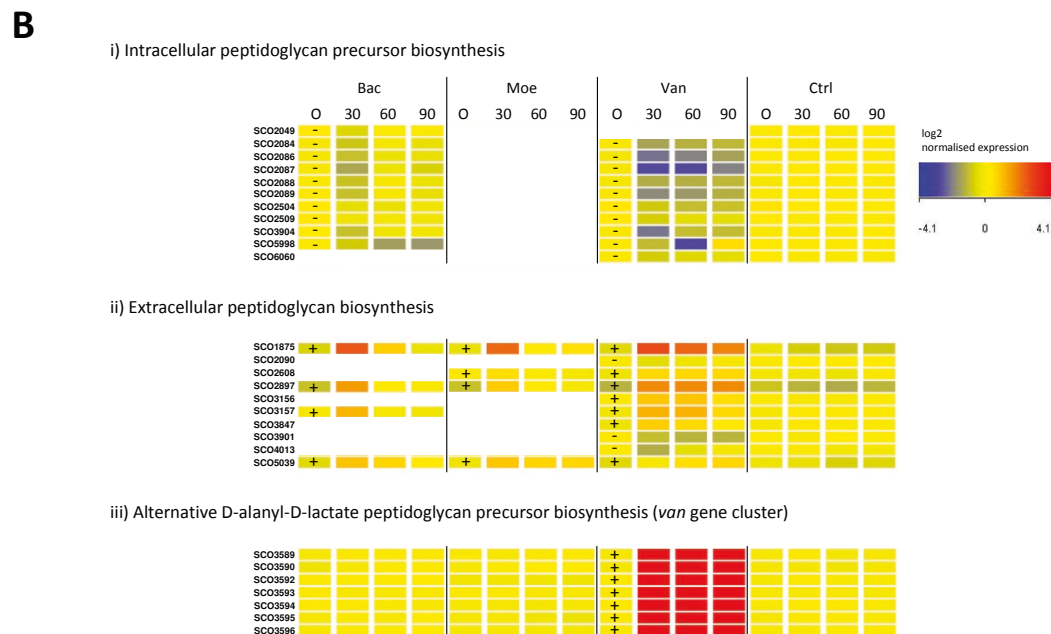 B
i) Intracellular peptidoglycan precursor biosynthesis
Bac Moe Van Ctrl
O 30 60 90 O 30 60 90 O 30 60 90 O 30 60 90
SCO2049 -
SCO2084 - -
SCO2086 - -
SCO2087 - -
SCO2088 - -
SCO2089 - -
SCO2504 - -
SCO2509 - -
SCO3904 - -
SCO5998 - -
SCO6060 -
log2
normalised expression
-4.1 0 4.1
ii) Extracellular peptidoglycan biosynthesis
SCO1875 + + +
SCO2090 -
SCO2608 + +
SCO2897 + + +
SCO3156 +
SCO3157 + +
SCO3847 +
SCO3901 -
SCO4013 -
SCO5039 + + +
iii) Alternative D-alanyl-D-lactate peptidoglycan precursor biosynthesis (van gene cluster)
SCO3589 +
SCO3590 +
SCO3592 +
SCO3593 +
SCO3594 +
SCO3595 +
SCO3596 +